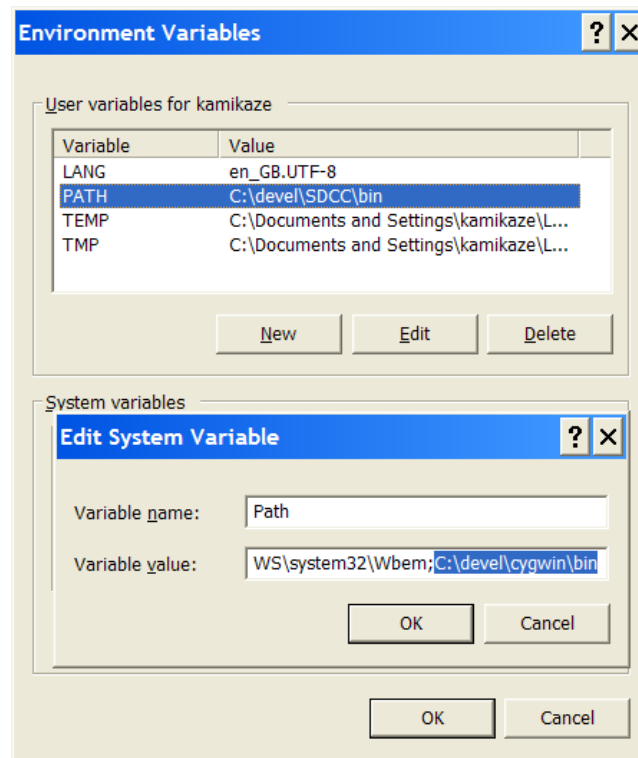 Environment Variables
User variables for kamikaze
Variable Value
LANG en_GB.UTF-8
PATH C:\devel\SDCC\bin
TEMP C:\Documents and Settings\kamikaze\L...
TMP C:\Documents and Settings\kamikaze\L...
New Edit Delete
System variables
Edit System Variable
Variable name: Path
Variable value: WS\system32\Wbem;C:\devel\cygwin\bin
OK Cancel
OK Cancel